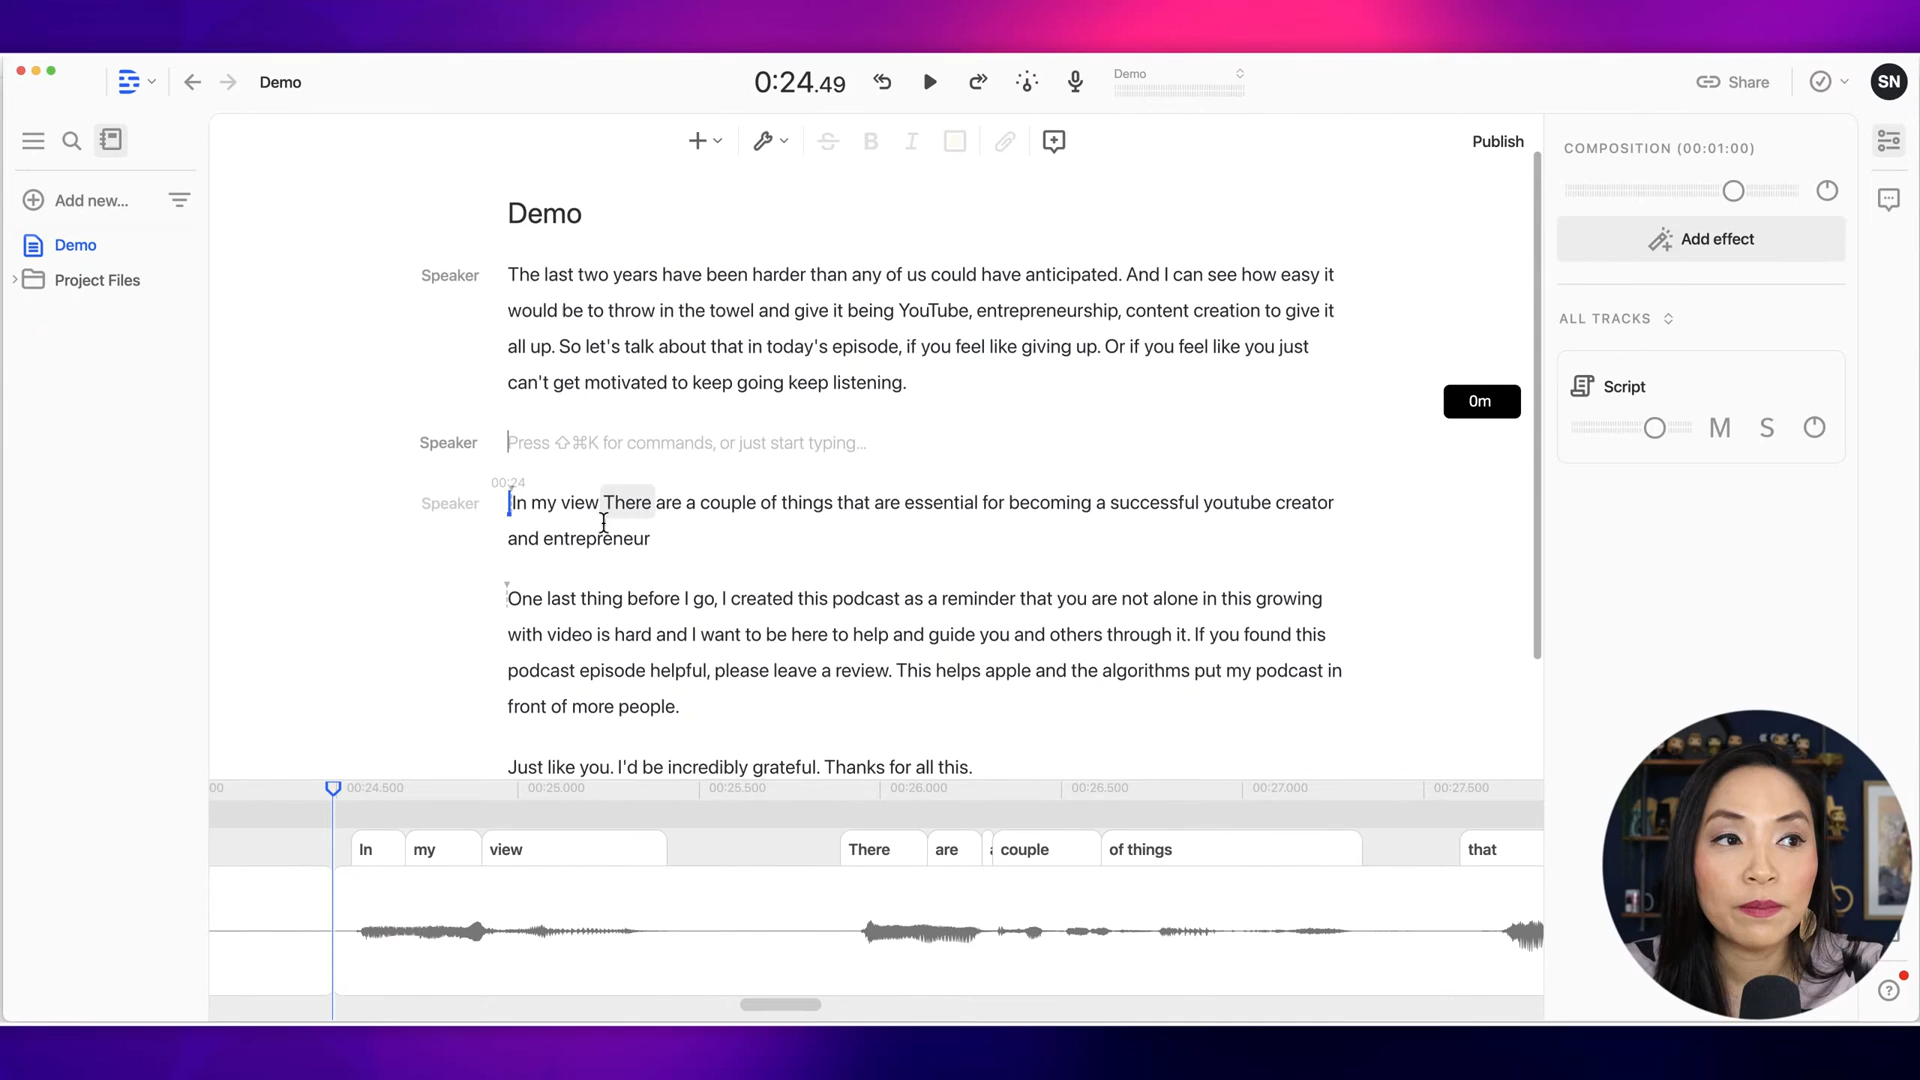 Demo
0:24.49
Demo
Share
SN
Publish
Add new...
Demo
Project Files
Demo
Speaker
The last two years have been harder than any of us could have anticipated. And I can see how easy it
would be to throw in the towel and give it being YouTube, entrepreneurship, content creation to give it
all up. So let's talk about that in today's episode, if you feel like giving up. Or if you feel like you just
can't get motivated to keep going keep listening.
Speaker
Press ⇧⌘K for commands, or just start typing...
00:24
Speaker
In my view There are a couple of things that are essential for becoming a successful youtube creator
and entrepreneur
One last thing before I go, I created this podcast as a reminder that you are not alone in this growing
with video is hard and I want to be here to help and guide you and others through it. If you found this
podcast episode helpful, please leave a review. This helps apple and the algorithms put my podcast in
front of more people.
Just like you. I'd be incredibly grateful. Thanks for all this.
COMPOSITION (00:01:00)
Add effect
ALL TRACKS
Script
M S
0m
00 00:24.500 00:25.000 00:25.500 00:26.000 00:26.500 00:27.000 00:27.500
In my view There are couple of things that